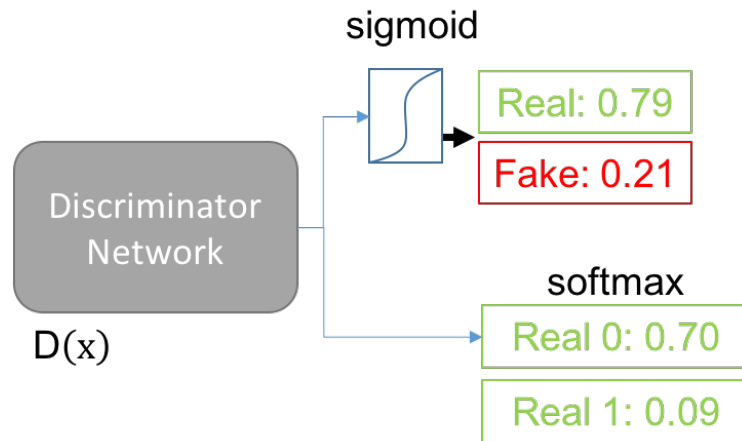 sigmoid
Real: 0.79
Fake: 0.21
Discriminator
Network
D(x)
softmax
Real 0: 0.70
Real 1: 0.09